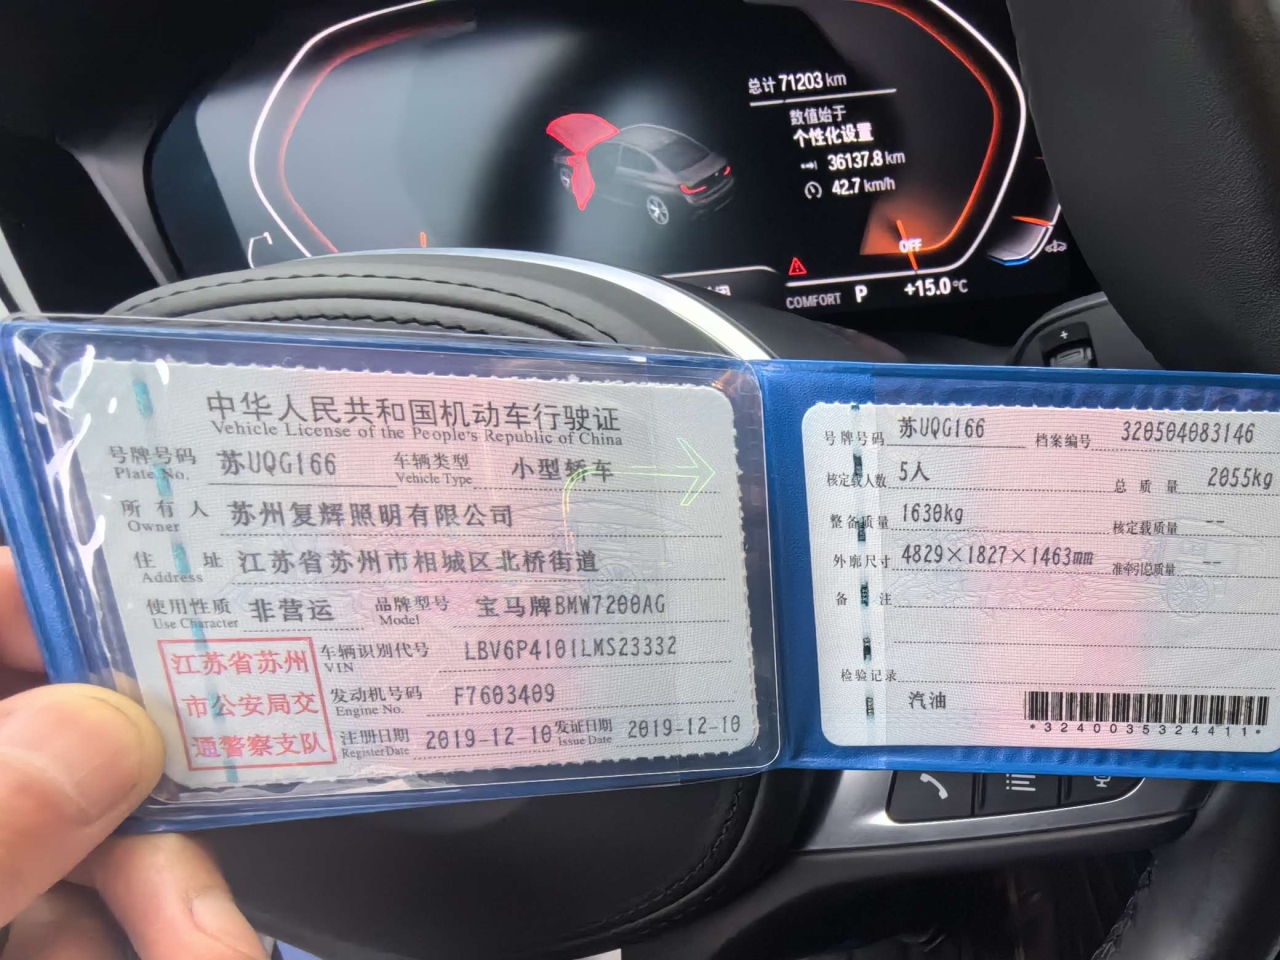 总计 71203 km
数值始于
个性化设置
36137.8 km
42.7 km/h
OFF
COMFORT P +15.0°C
中华人民共和国机动车行驶证
Vehicle License of the People's Republic of China
号牌号码 苏UQG166 车辆类型 小型轿车
Plate No. Vehicle Type
所有人 苏州复辉照明有限公司
Owner
住址 江苏省苏州市相城区北桥街道
Address
使用性质 非营运 品牌型号 宝马牌BMW7200AG
Use Character Model
车辆识别代号 LBV6P4101LMS23332
VIN
发动机号码 F7603409
Engine No.
注册日期 2019-12-10 发证日期 2019-12-10
Register Date Issue Date
江苏省苏州
市公安局交
通警察支队
号牌号码 苏UQG166 档案编号 320504083146
核定载人数 5人 总质量 2055kg
整备质量 1630kg 核定载质量 --
外廓尺寸 4829×1827×1463mm 准牵引总质量 --
备注
检验记录
汽油
*3240035324411*